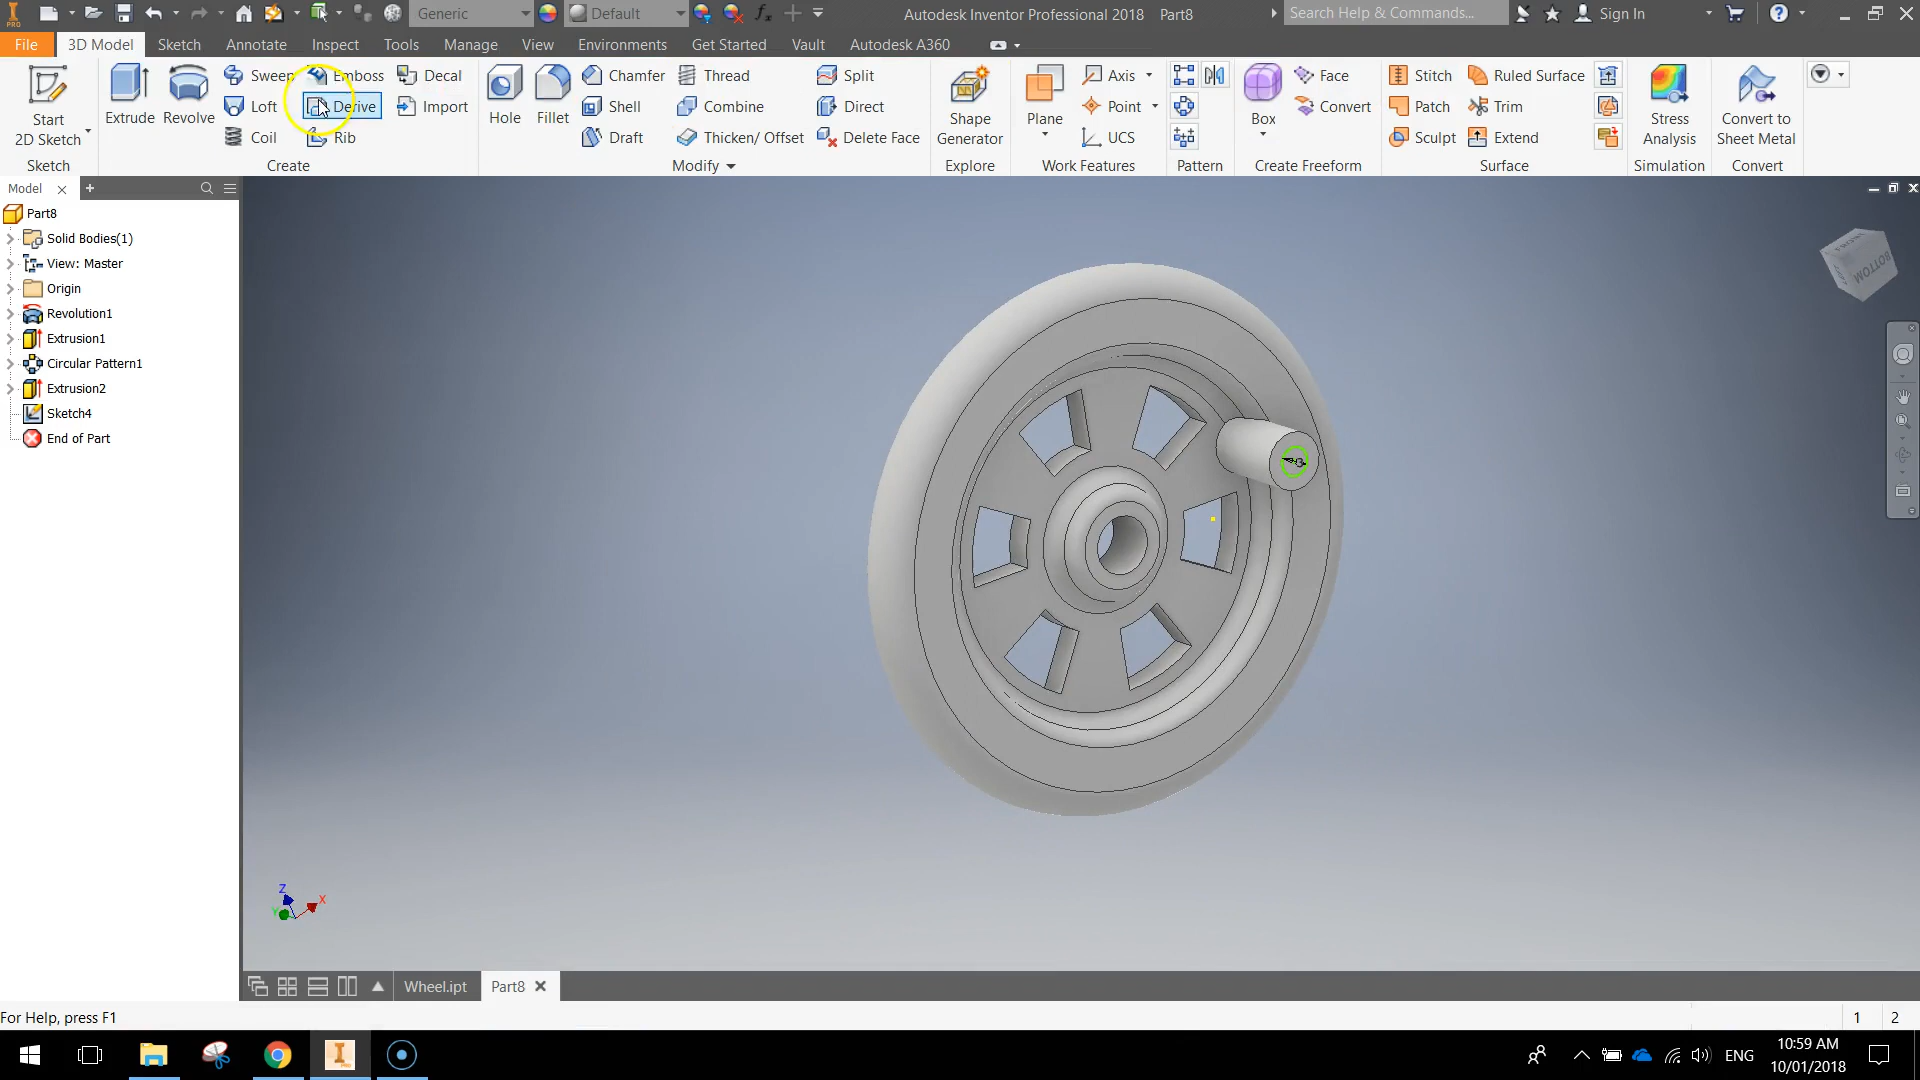 Generic
Default
Autodesk Inventor Professional 2018 Part8
Search Help & Commands...
Sign In
PRO
File
3D Model
Sketch
Annotate
Inspect
Tools
Manage
View
Environments
Get Started
Vault
Autodesk A360
Start
2D Sketch
Extrude
Revolve
Sweep
Loft
Coil
Emboss
Derive
Rib
Decal
Import
Hole
Fillet
Chamfer
Shell
Draft
Thread
Combine
Thicken/ Offset
Split
Direct
Delete Face
Shape
Generator
Plane
Axis
Point
UCS
Box
Face
Convert
Stitch
Patch
Sculpt
Ruled Surface
Trim
Extend
Stress
Analysis
Convert to
Sheet Metal
Sketch
Create
Modify
Explore
Work Features
Pattern
Create Freeform
Surface
Simulation
Convert
Model
Part8
Solid Bodies(1)
View: Master
Origin
Revolution1
Extrusion1
Circular Pattern1
Extrusion2
Sketch4
End of Part
BOTTOM
Z
Y
X
Wheel.ipt
Part8
For Help, press F1
1
2
ENG
10:59 AM
10/01/2018